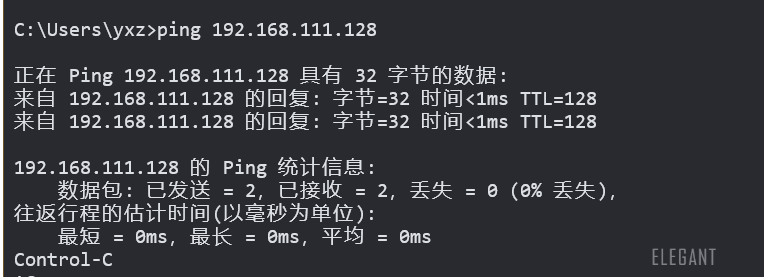 C:\Users\yxz>ping 192.168.111.128
正在 Ping 192.168.111.128 具有 32 字节的数据:
来自 192.168.111.128 的回复: 字节=32 时间<1ms TTL=128
来自 192.168.111.128 的回复: 字节=32 时间<1ms TTL=128
192.168.111.128 的 Ping 统计信息:
    数据包: 已发送 = 2, 已接收 = 2, 丢失 = 0 (0% 丢失),
往返行程的估计时间(以毫秒为单位):
    最短 = 0ms, 最长 = 0ms, 平均 = 0ms
Control-C
ELEGANT